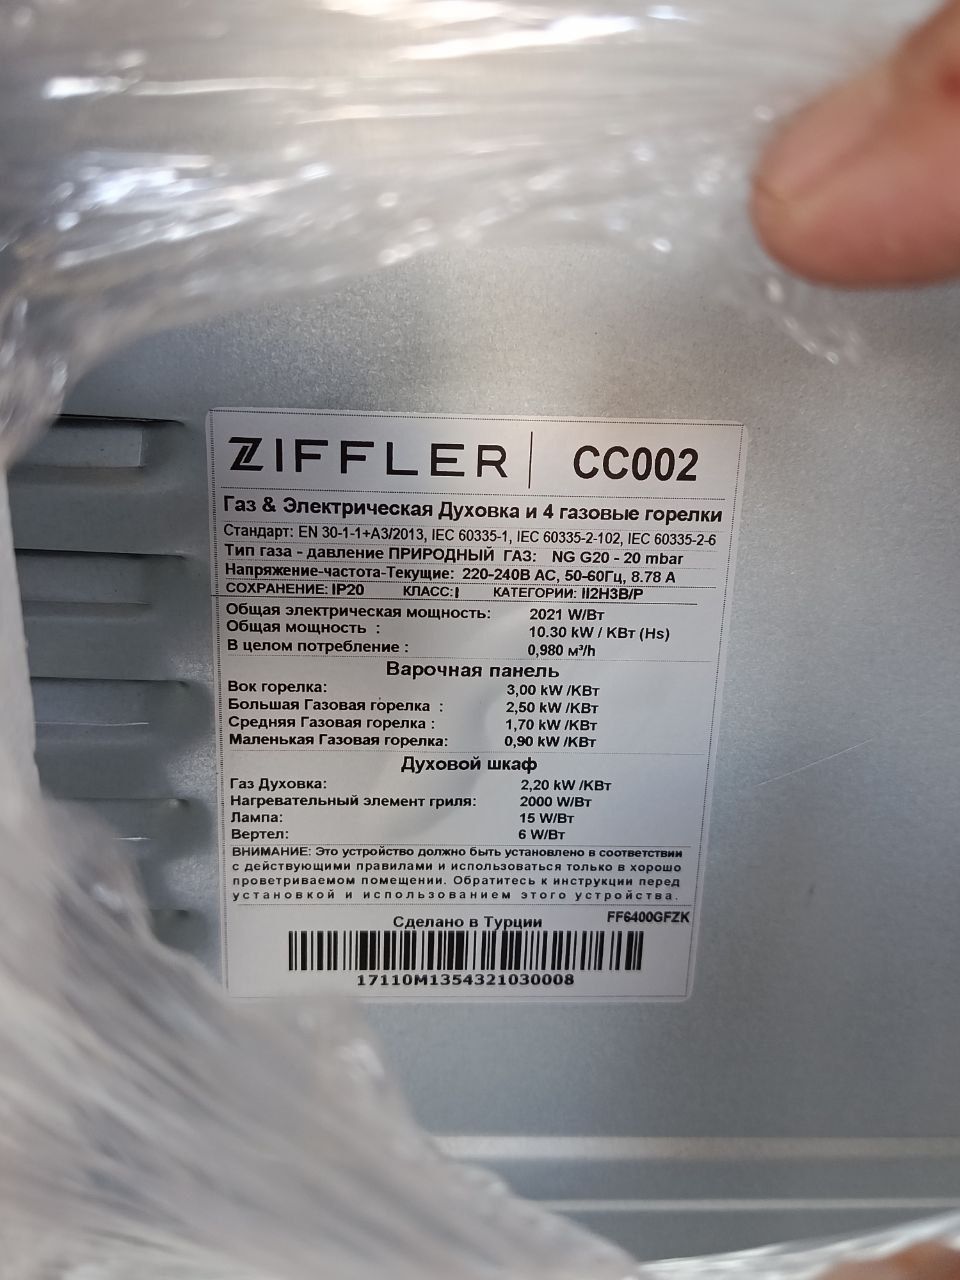 ZIFFLER CC002
Газ & Электрическая Духовка и 4 газовые горелки
Стандарт: EN 30-1-1+A3/2013, IEC 60335-1, IEC 60335-2-102, IEC 60335-2-6
Тип газа - давление ПРИРОДНЫЙ ГАЗ: NG G20 - 20 mbar
Напряжение-частота-Текущие: 220-240В AC, 50-60Гц, 8.78 A
СОХРАНЕНИЕ: IP20 КЛАСС: I КАТЕГОРИИ: II2H3B/P
Общая электрическая мощность: 2021 W/Вт
Общая мощность : 10.30 kW / КВт (Hs)
В целом потребление : 0,980 м³/h
Варочная панель
Вок горелка: 3,00 kW /КВт
Большая Газовая горелка : 2,50 kW /КВт
Средняя Газовая горелка : 1,70 kW /КВт
Маленькая Газовая горелка: 0,90 kW /КВт
Духовой шкаф
Газ Духовка: 2,20 kW /КВт
Нагревательный элемент гриля: 2000 W/Вт
Лампа: 15 W/Вт
Вертел: 6 W/Вт
ВНИМАНИЕ: Это устройство должно быть установлено в соответствии
с действующими правилами и использоваться только в хорошо
проветриваемом помещении. Обратитесь к инструкции перед
установкой и использованием этого устройства.
Сделано в Турции FF6400GFZK
17110M1354321030008